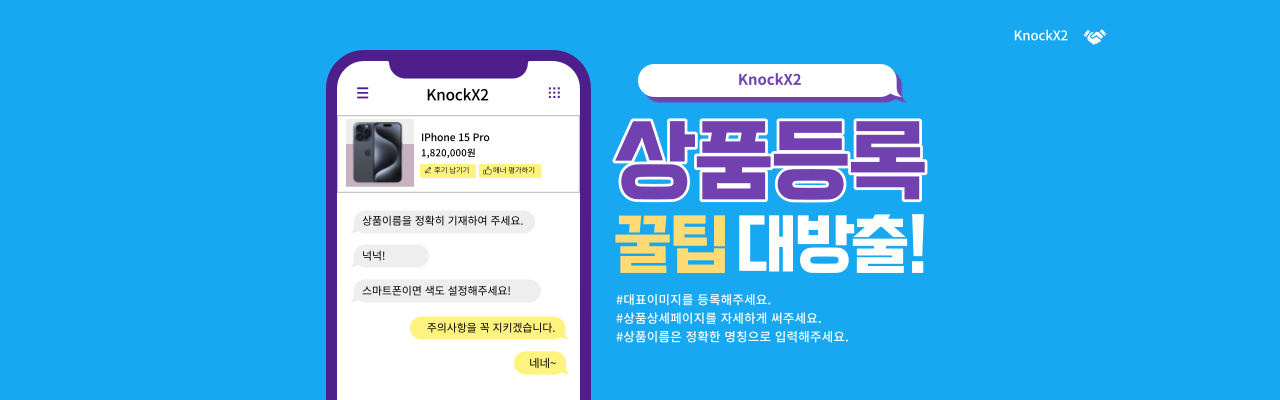 KnockX2
KnockX2
IPhone 15 Pro
1,820,000원
후기 남기기
매너 평가하기
상품이름을 정확히 기재하여 주세요.
넉넉!
스마트폰이면 색도 설정해주세요!
주의사항을 꼭 지키겠습니다.
네네~
KnockX2
상품등록
꿀팁 대방출!
#대표이미지를 등록해주세요.
#상품상세페이지를 자세하게 써주세요.
#상품이름은 정확한 명칭으로 입력해주세요.